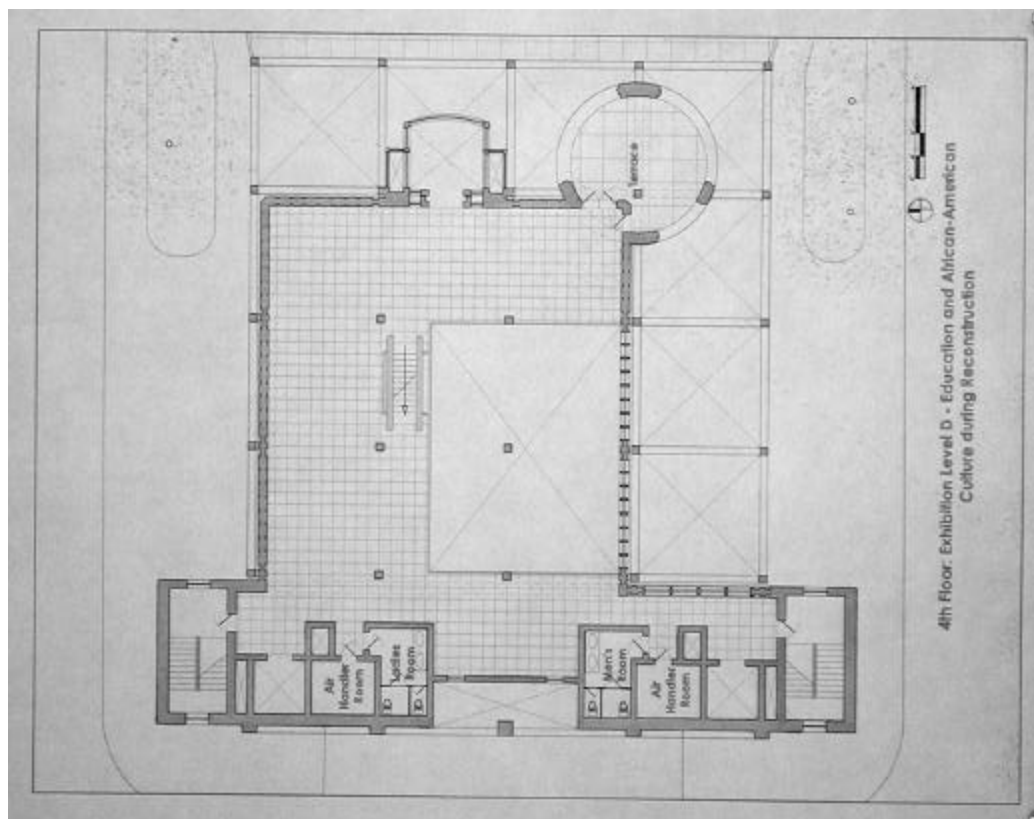 4th Floor: Exhibition Level D - Education and African-American
Culture during Reconstruction
Terrace
Air
Handler
Room
Ladies
Room
Men's
Room
Air
Handler
Room